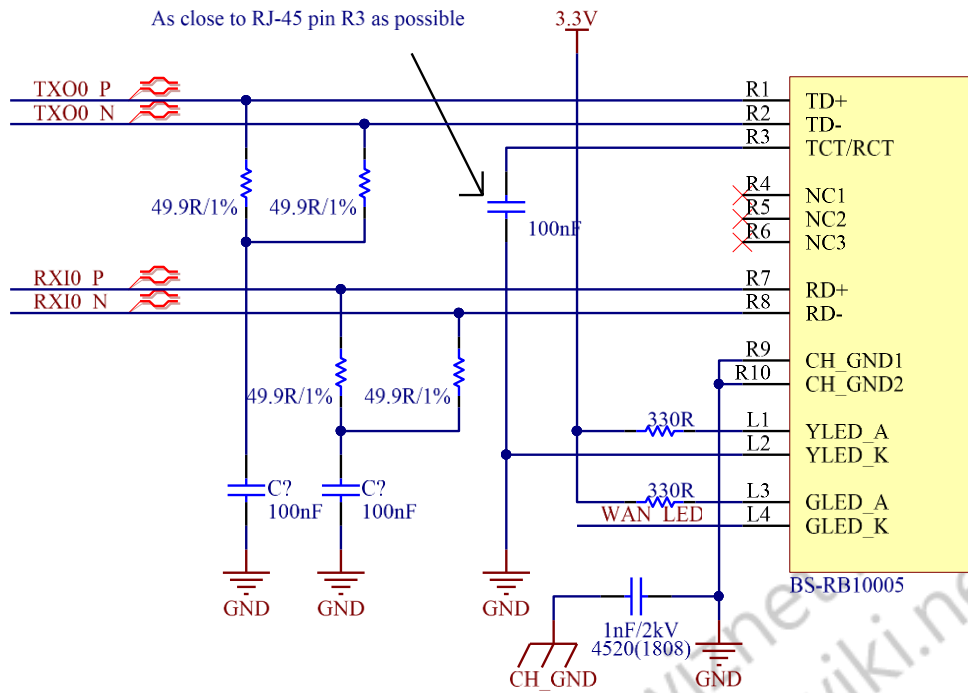 As close to RJ-45 pin R3 as possible
3.3V
TXO0_P
R1
TD+
TXO0_N
R2
TD-
R3
TCT/RCT
R4
NC1
49.9R/1%
49.9R/1%
R5
NC2
100nF
R6
NC3
RXI0_P
R7
RD+
RXI0_N
R8
RD-
R9
CH_GND1
R10
CH_GND2
49.9R/1%
49.9R/1%
330R
L1
YLED_A
L2
YLED_K
C?
100nF
C?
100nF
330R
L3
GLED_A
WAN_LED
L4
GLED_K
BS-RB10005
GND
GND
GND
1nF/2kV
4520(1808)
CH_GND
GND
wiznet
wiki.ne